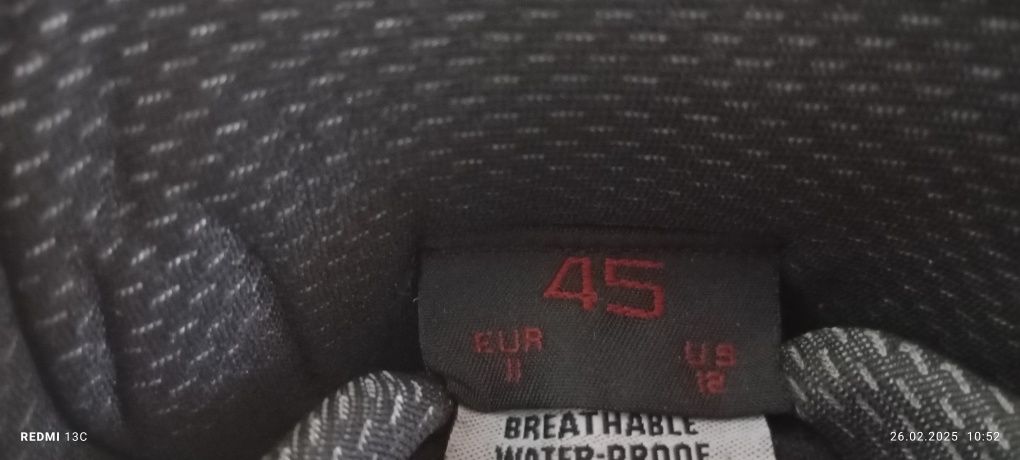 45
EUR US
11 12
BREATHABLE
WATER-PROOF
REDMI 13C
26.02.2025 10:52